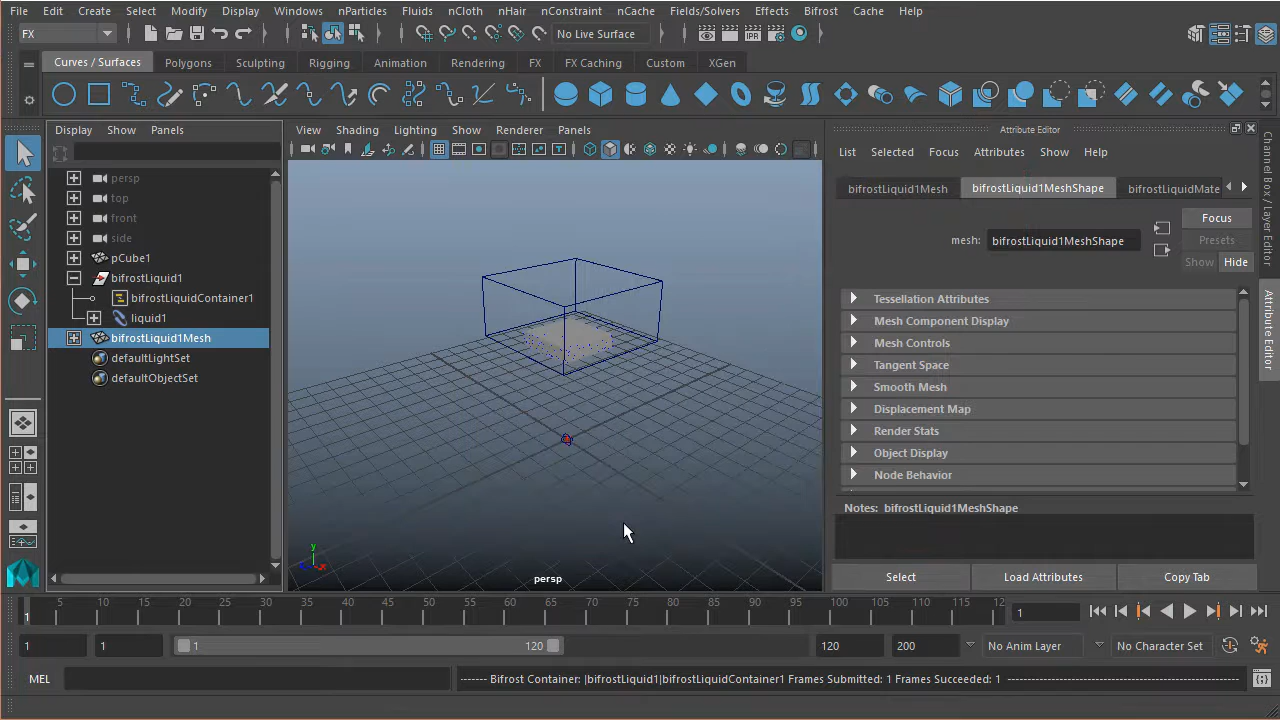 File Edit Create Select Modify Display Windows nParticles Fluids nCloth nHair nConstraint nCache Fields/Solvers Effects Bifrost Cache Help
FX No Live Surface IPR
Curves / Surfaces Polygons Sculpting Rigging Animation Rendering FX FX Caching Custom XGen
Display Show Panels
View Shading Lighting Show Renderer Panels
Attribute Editor
List Selected Focus Attributes Show Help
persp
top
front
side
pCube1
bifrostLiquid1
bifrostLiquidContainer1
liquid1
bifrostLiquid1Mesh
defaultLightSet
defaultObjectSet
y
persp
bifrostLiquid1Mesh bifrostLiquid1MeshShape bifrostLiquidMate
mesh: bifrostLiquid1MeshShape
Focus
Presets
Show Hide
Tessellation Attributes
Mesh Component Display
Mesh Controls
Tangent Space
Smooth Mesh
Displacement Map
Render Stats
Object Display
Node Behavior
Notes: bifrostLiquid1MeshShape
Select Load Attributes Copy Tab
Channel Box / Layer Editor
Attribute Editor
5 10 15 20 25 30 35 40 45 50 55 60 65 70 75 80 85 90 95 100 105 110 115 12
1 1
1 1 1 120 120 200 No Anim Layer No Character Set
MEL ------- Bifrost Container: |bifrostLiquid1|bifrostLiquidContainer1 Frames Submitted: 1 Frames Succeeded: 1 ---------------------------------------------